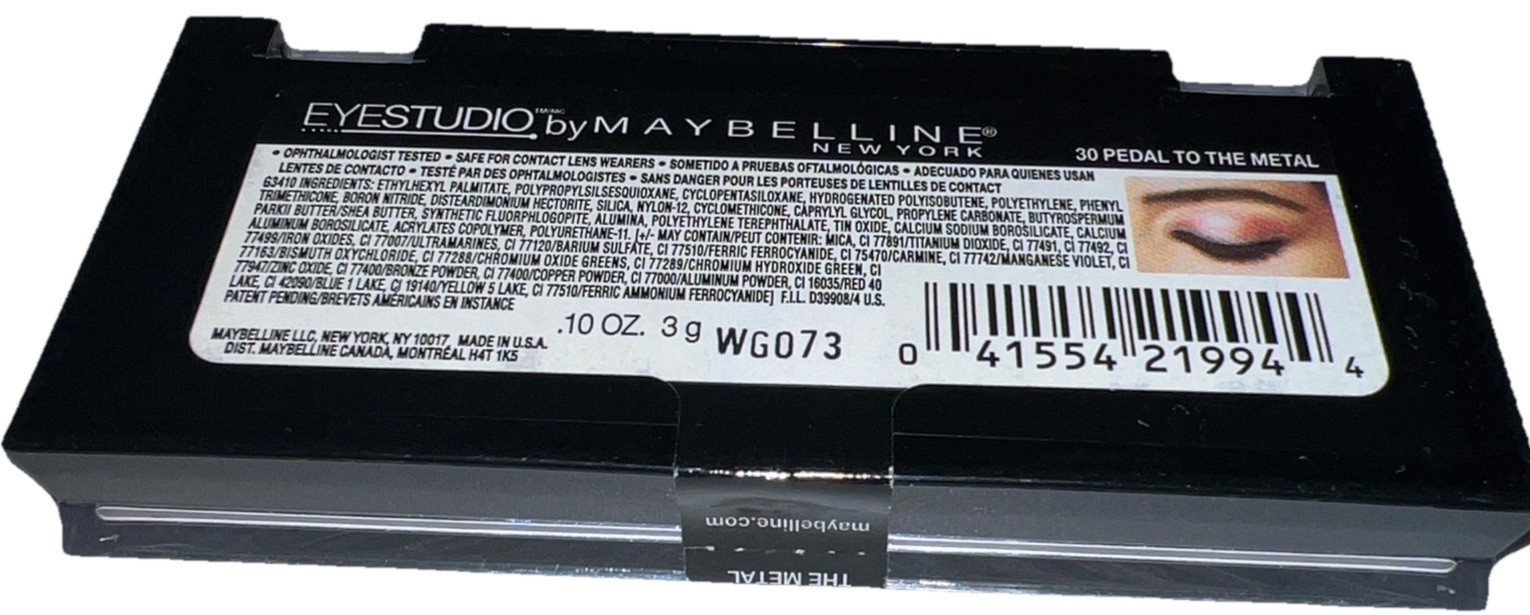 EYESTUDIO™/MC by MAYBELLINE®
NEW YORK
30 PEDAL TO THE METAL
• OPHTHALMOLOGIST TESTED • SAFE FOR CONTACT LENS WEARERS • SOMETIDO A PRUEBAS OFTALMOLÓGICAS • ADECUADO PARA QUIENES USAN
LENTES DE CONTACTO • TESTÉ PAR DES OPHTALMOLOGISTES • SANS DANGER POUR LES PORTEUSES DE LENTILLES DE CONTACT
G3410 INGREDIENTS: ETHYLHEXYL PALMITATE, POLYPROPYLSILSESQUIOXANE, CYCLOPENTASILOXANE, HYDROGENATED POLYISOBUTENE, POLYETHYLENE, PHENYL
TRIMETHICONE, BORON NITRIDE, DISTEARDIMONIUM HECTORITE, SILICA, NYLON-12, CYCLOMETHICONE, CAPRYLYL GLYCOL, PROPYLENE CARBONATE, BUTYROSPERMUM
PARKII BUTTER/SHEA BUTTER, SYNTHETIC FLUORPHLOGOPITE, ALUMINA, POLYETHYLENE TEREPHTHALATE, TIN OXIDE, CALCIUM SODIUM BOROSILICATE, CALCIUM
ALUMINUM BOROSILICATE, ACRYLATES COPOLYMER, POLYURETHANE-11. [+/- MAY CONTAIN/PEUT CONTENIR: MICA, CI 77891/TITANIUM DIOXIDE, CI 77491, CI 77492, CI
77499/IRON OXIDES, CI 77007/ULTRAMARINES, CI 77120/BARIUM SULFATE, CI 77510/FERRIC FERROCYANIDE, CI 75470/CARMINE, CI 77742/MANGANESE VIOLET, CI
77163/BISMUTH OXYCHLORIDE, CI 77288/CHROMIUM OXIDE GREENS, CI 77289/CHROMIUM HYDROXIDE GREEN, CI
77947/ZINC OXIDE, CI 77400/BRONZE POWDER, CI 77400/COPPER POWDER, CI 77000/ALUMINUM POWDER, CI 16035/RED 40
LAKE, CI 42090/BLUE 1 LAKE, CI 19140/YELLOW 5 LAKE, CI 77510/FERRIC AMMONIUM FERROCYANIDE] F.I.L. D39908/4 U.S.
PATENT PENDING/BREVETS AMÉRICAINS EN INSTANCE
MAYBELLINE LLC, NEW YORK, NY 10017 MADE IN U.S.A.
DIST. MAYBELLINE CANADA, MONTRÉAL H4T 1K5
.10 OZ. 3 g
WG073
0 41554 21994 4
maybelline.com
THE METAL